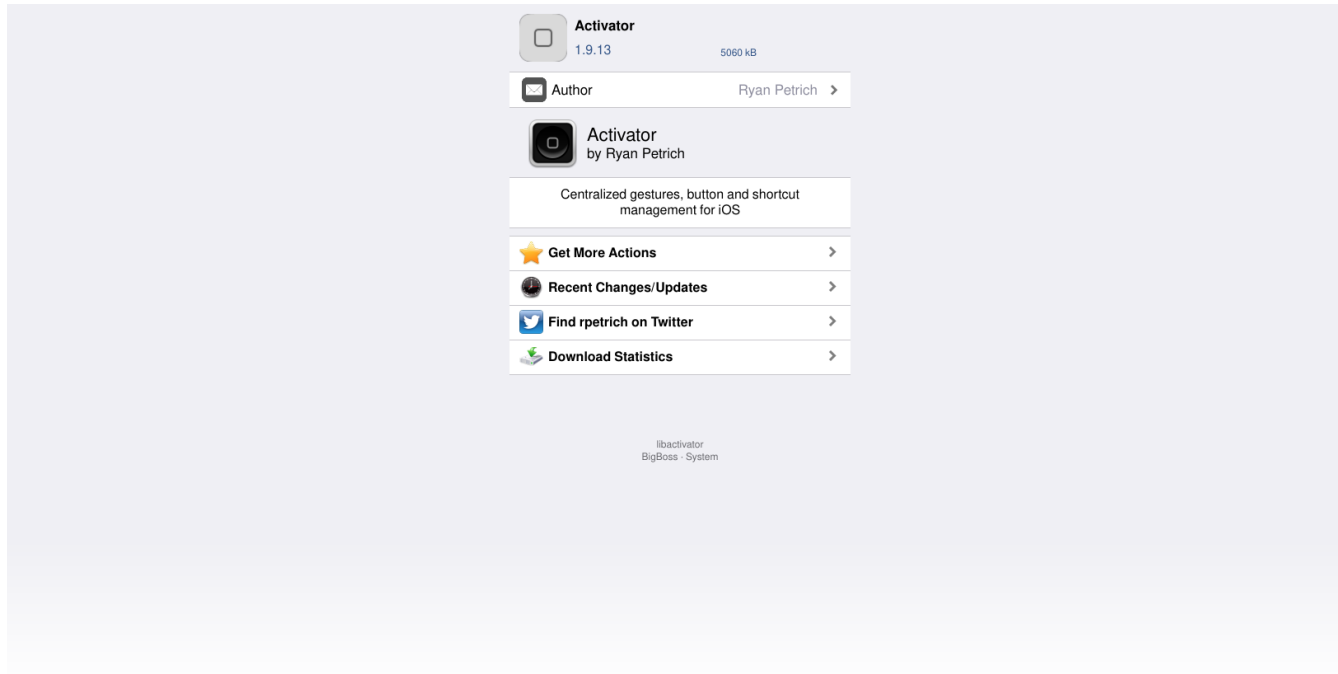 Activator
1.9.13 5060 kB
Author Ryan Petrich
Activator
by Ryan Petrich
Centralized gestures, button and shortcut
management for iOS
Get More Actions
Recent Changes/Updates
Find rpetrich on Twitter
Download Statistics
libactivator
BigBoss · System